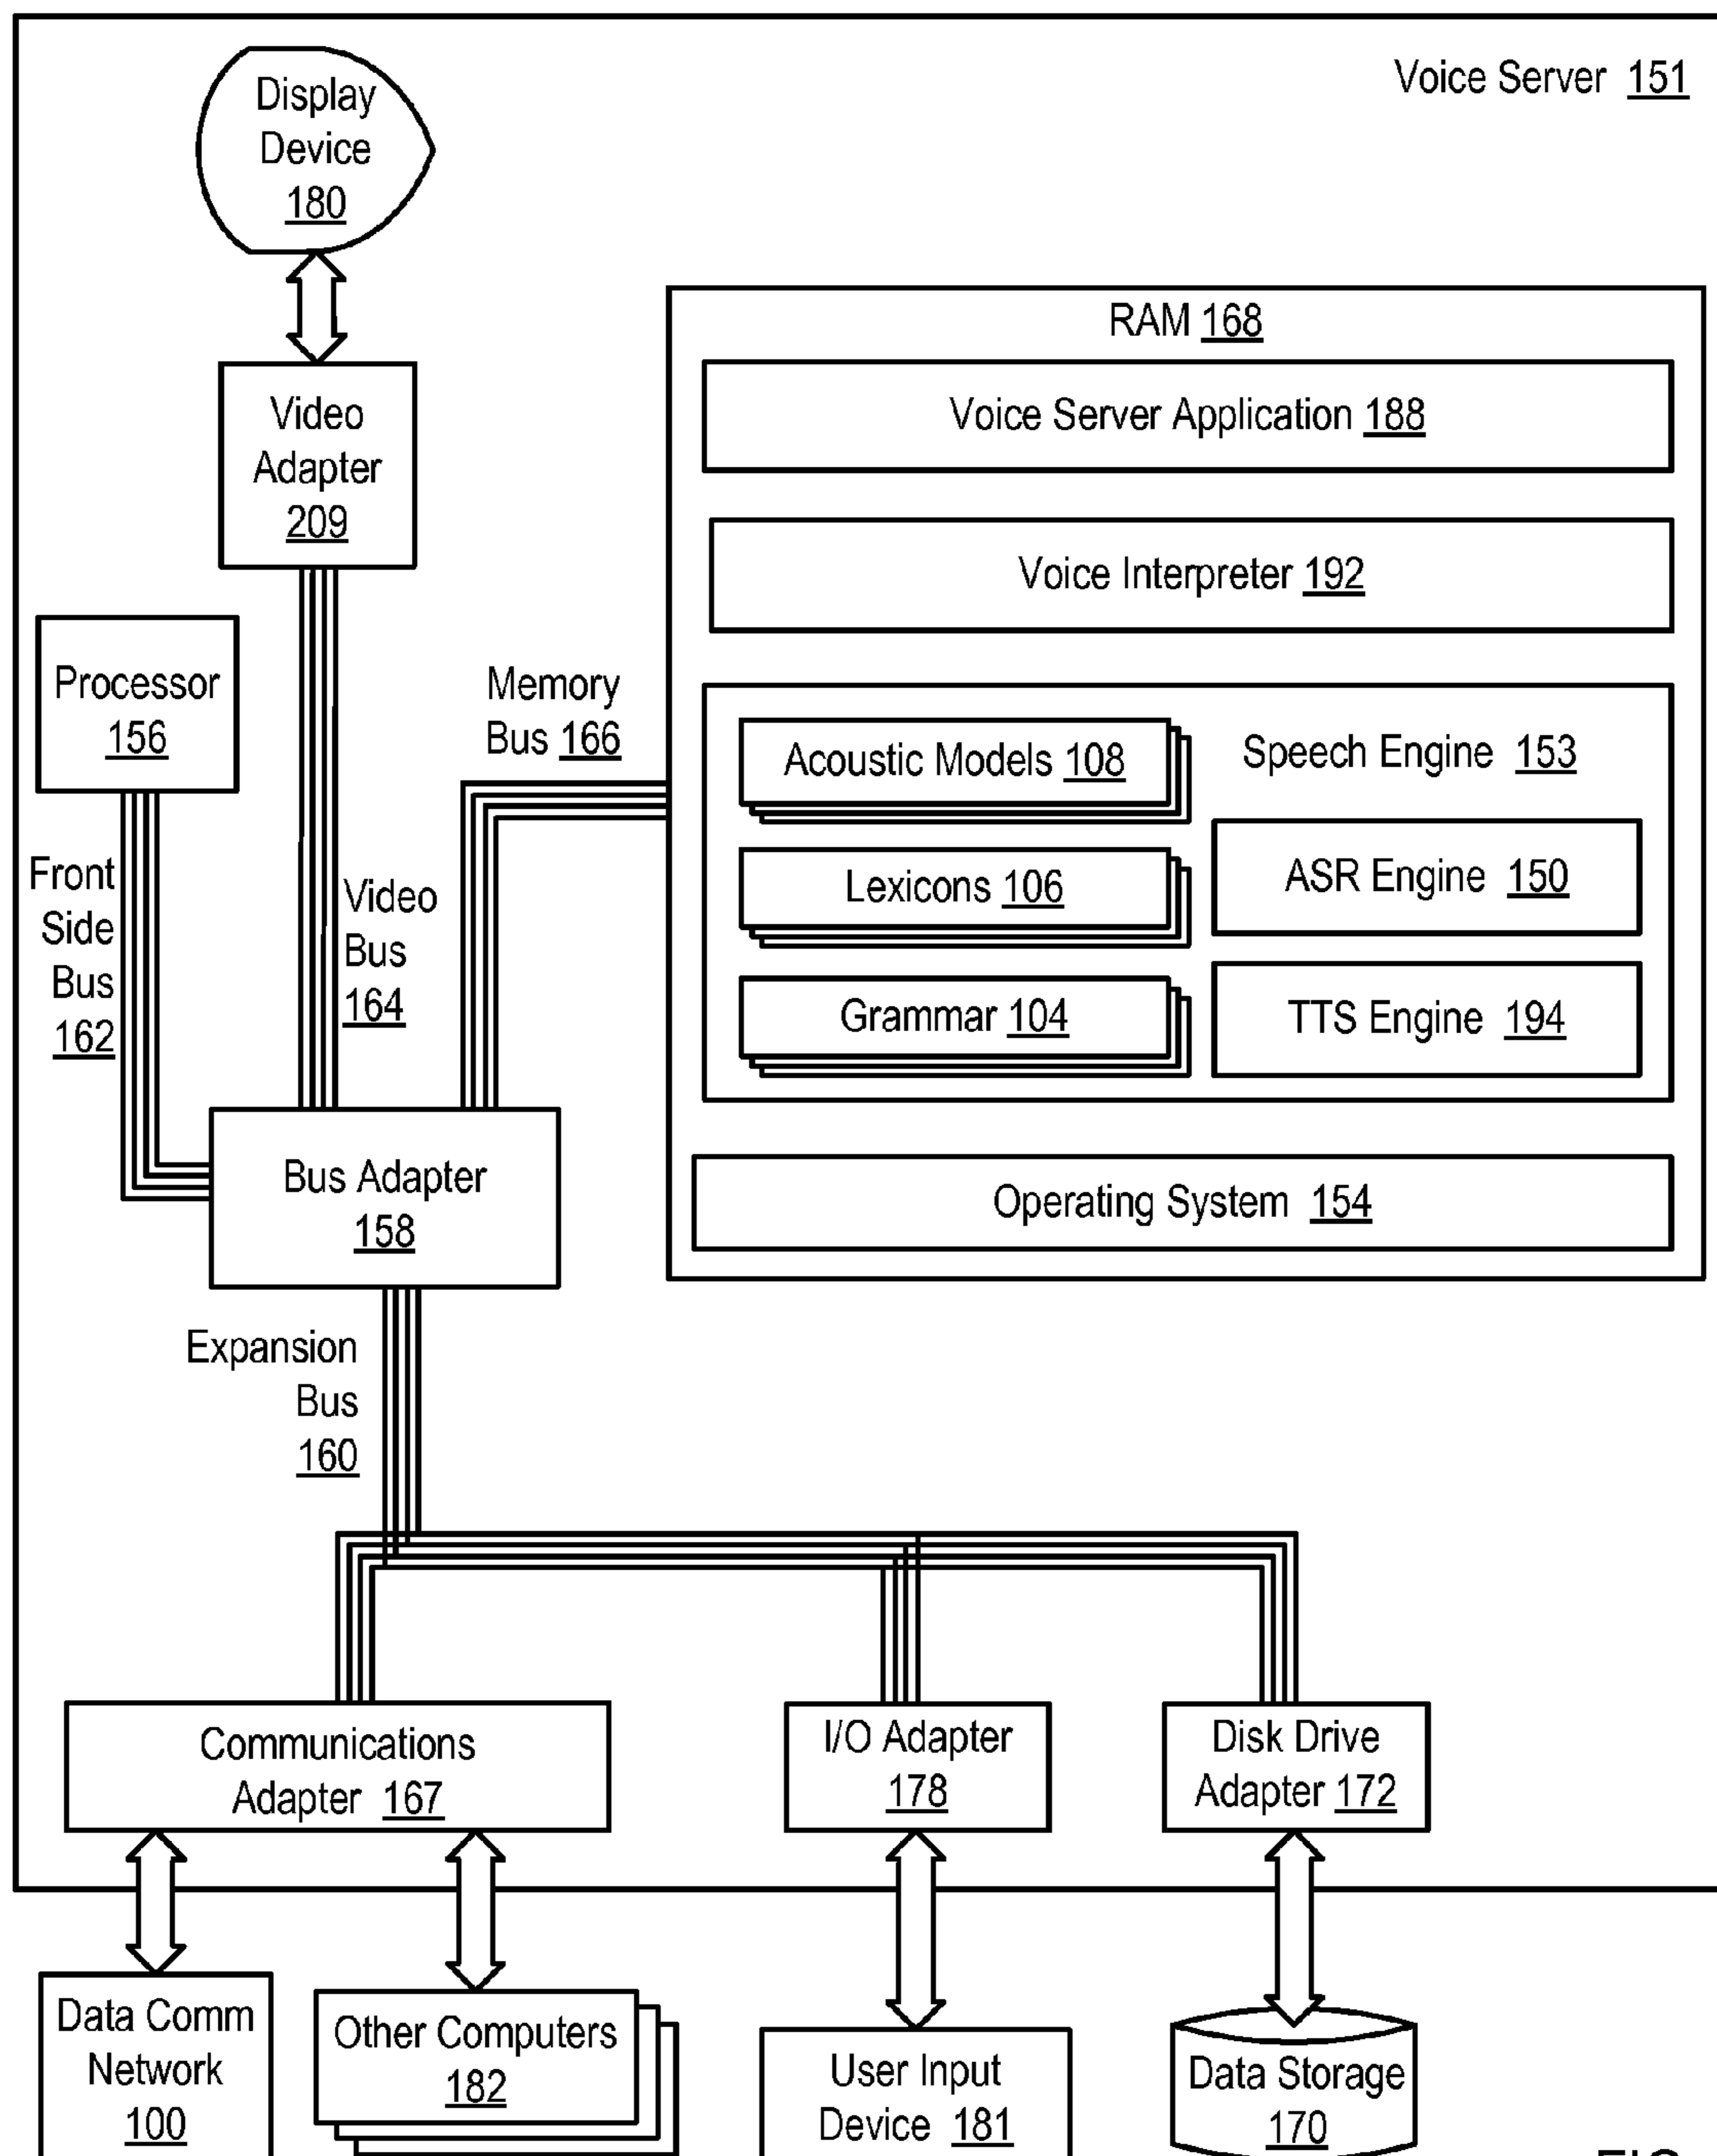 Voice Server 151
Display
Device
180
Video
Adapter
209
RAM 168
Voice Server Application 188
Voice Interpreter 192
Processor
156
Memory
Bus 166
Acoustic Models 108
Speech Engine 153
Lexicons 106
ASR Engine 150
Grammar 104
TTS Engine 194
Front
Side
Bus
162
Video
Bus
164
Bus Adapter
158
Operating System 154
Expansion
Bus
160
Communications
Adapter 167
I/O Adapter
178
Disk Drive
Adapter 172
Data Comm
Network
100
Other Computers
182
User Input
Device 181
Data Storage
170